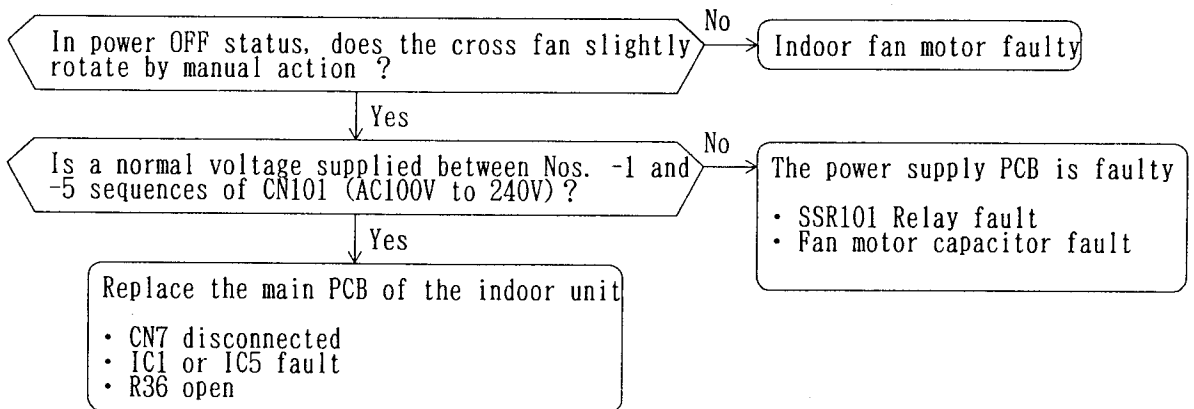 In power OFF status, does the cross fan slightly
rotate by manual action ?
No
Indoor fan motor faulty
Yes
Is a normal voltage supplied between Nos. -1 and
-5 sequences of CN101 (AC100V to 240V)?
No
The power supply PCB is faulty
・ SSR101 Relay fault
・ Fan motor capacitor fault
Yes
Replace the main PCB of the indoor unit
・ CN7 disconnected
・ IC1 or IC5 fault
・ R36 open